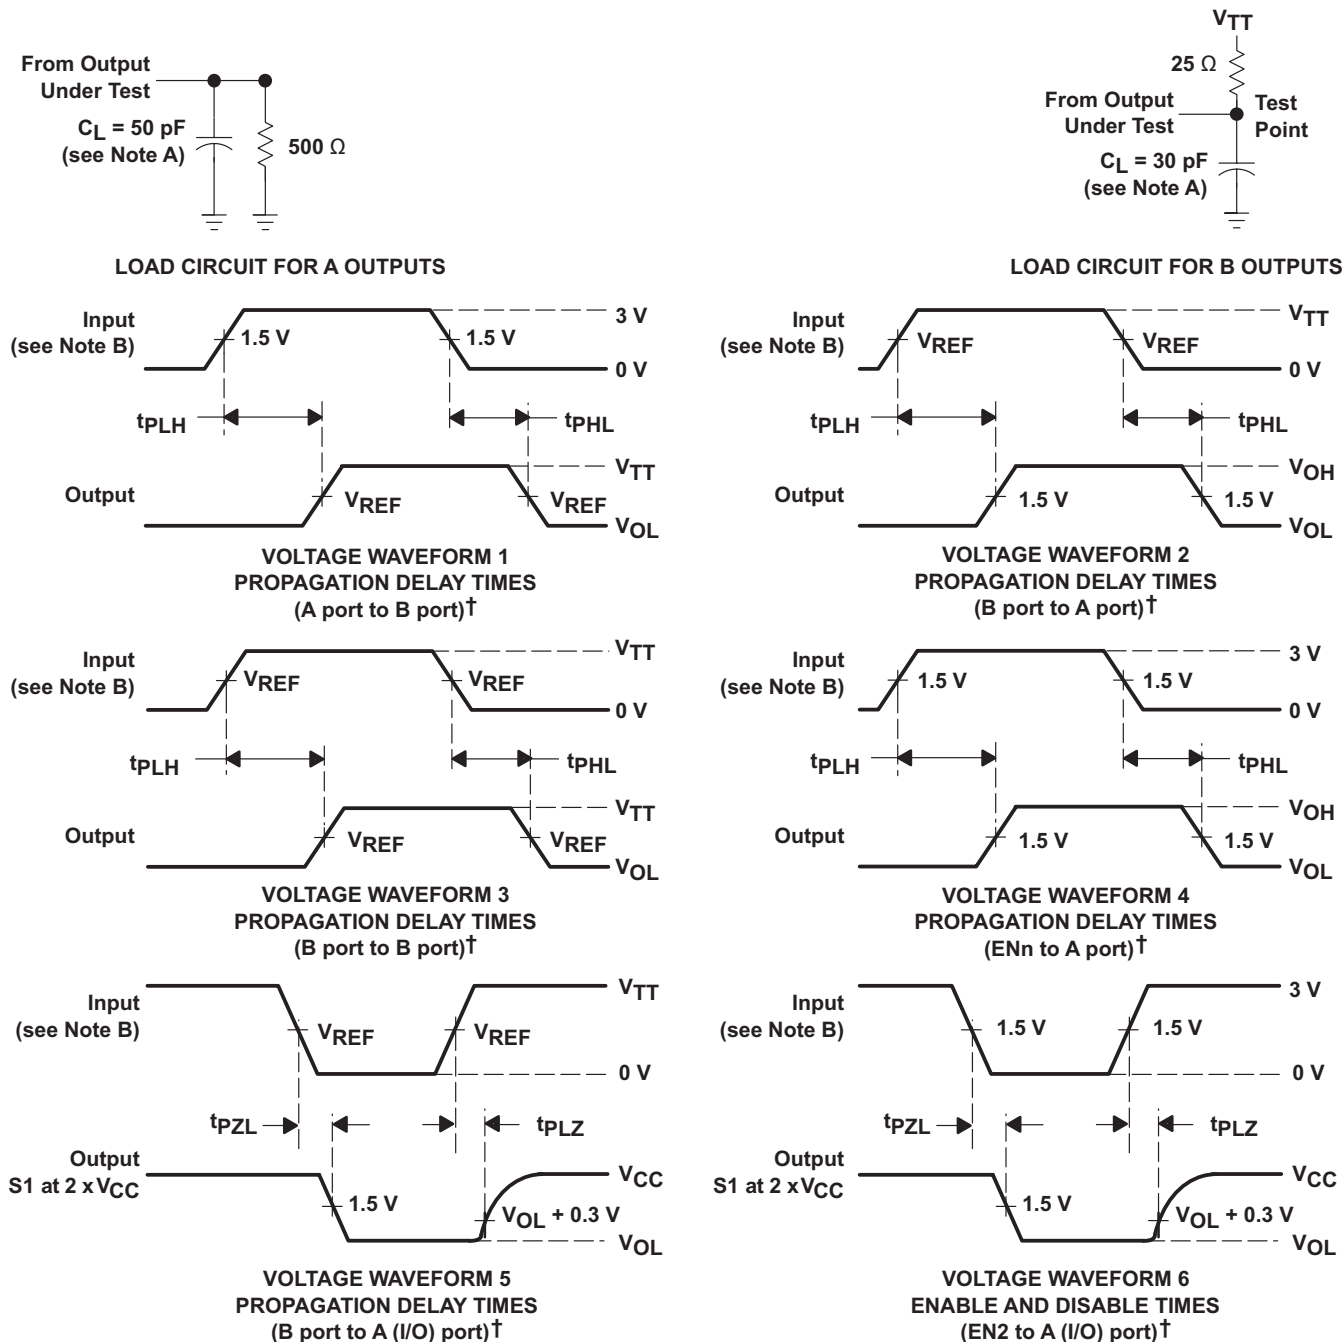 From Output
Under Test
CL = 50 pF
(see Note A)
500 Ω
LOAD CIRCUIT FOR A OUTPUTS
VTT
25 Ω
From Output
Under Test
Test
Point
CL = 30 pF
(see Note A)
LOAD CIRCUIT FOR B OUTPUTS
Input
(see Note B)
1.5 V
1.5 V
3 V
0 V
tPLH
tPHL
Output
VREF
VREF
VTT
VOL
VOLTAGE WAVEFORM 1
PROPAGATION DELAY TIMES
(A port to B port)†
Input
(see Note B)
VREF
VREF
VTT
0 V
tPLH
tPHL
Output
1.5 V
1.5 V
VOH
VOL
VOLTAGE WAVEFORM 2
PROPAGATION DELAY TIMES
(B port to A port)†
Input
(see Note B)
VREF
VREF
VTT
0 V
tPLH
tPHL
Output
VREF
VREF
VTT
VOL
VOLTAGE WAVEFORM 3
PROPAGATION DELAY TIMES
(B port to B port)†
Input
(see Note B)
1.5 V
1.5 V
3 V
0 V
tPLH
tPHL
Output
1.5 V
1.5 V
VOH
VOL
VOLTAGE WAVEFORM 4
PROPAGATION DELAY TIMES
(ENn to A port)†
Input
(see Note B)
VREF
VREF
VTT
0 V
tPZL
tPLZ
Output
S1 at 2 x VCC
1.5 V
VCC
VOL + 0.3 V
VOL
VOLTAGE WAVEFORM 5
PROPAGATION DELAY TIMES
(B port to A (I/O) port)†
Input
(see Note B)
1.5 V
1.5 V
3 V
0 V
tPZL
tPLZ
Output
S1 at 2 x VCC
1.5 V
VCC
VOL + 0.3 V
VOL
VOLTAGE WAVEFORM 6
ENABLE AND DISABLE TIMES
(EN2 to A (I/O) port)†